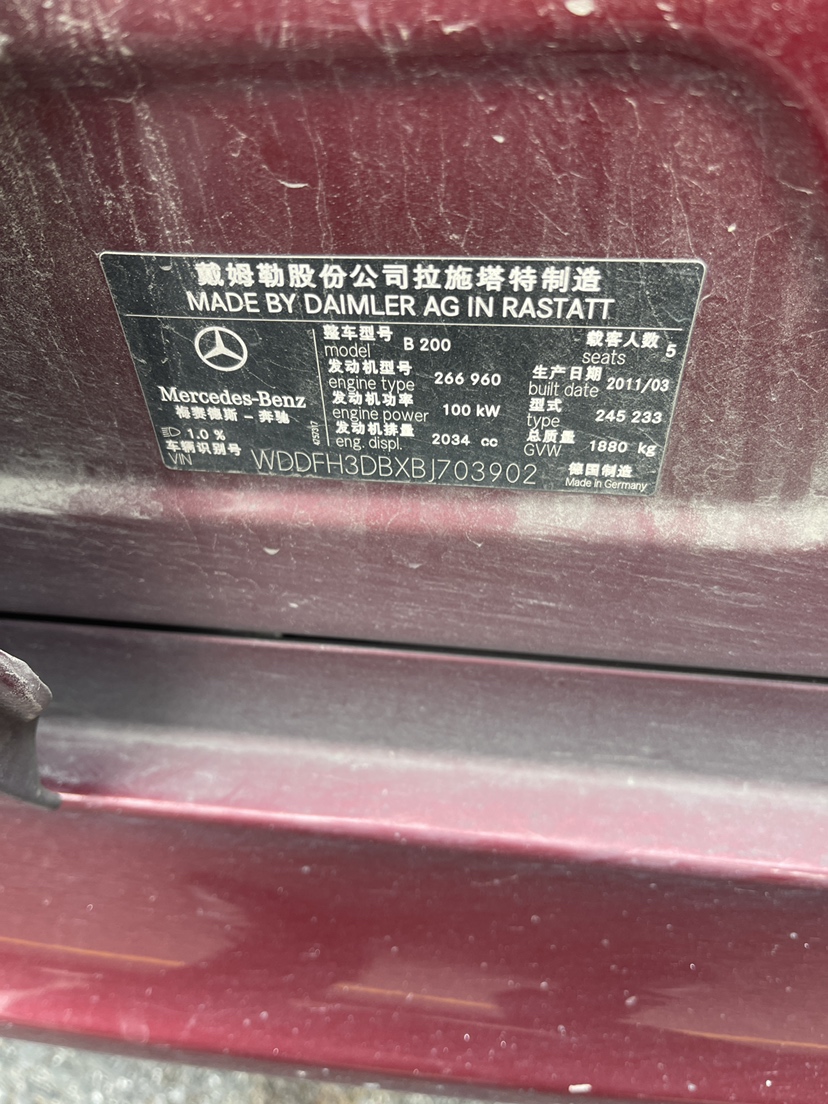 戴姆勒股份公司拉施塔特制造
MADE BY DAIMLER AG IN RASTATT
整车型号 B 200 载客人数 5
model seats
发动机型号 266 960 生产日期 2011/03
engine type built date
Mercedes-Benz
梅赛德斯 – 奔驰
发动机功率 100 kW 型式 245 233
engine power type
1.0 %
发动机排量 2034 cc 总质量 1880 kg
eng. displ. GVW
车辆识别号
VIN WDDFH3DBXBJ703902
德国制造
Made in Germany